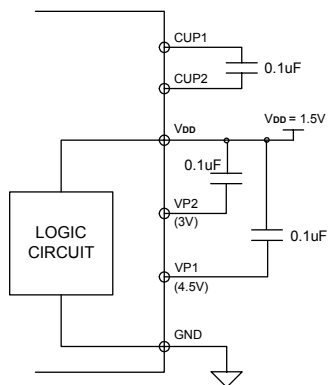 CUP1
0.1uF
CUP2
VDD
VDD = 1.5V
0.1uF
VP2
(3V)
LOGIC
CIRCUIT
0.1uF
VP1
(4.5V)
GND